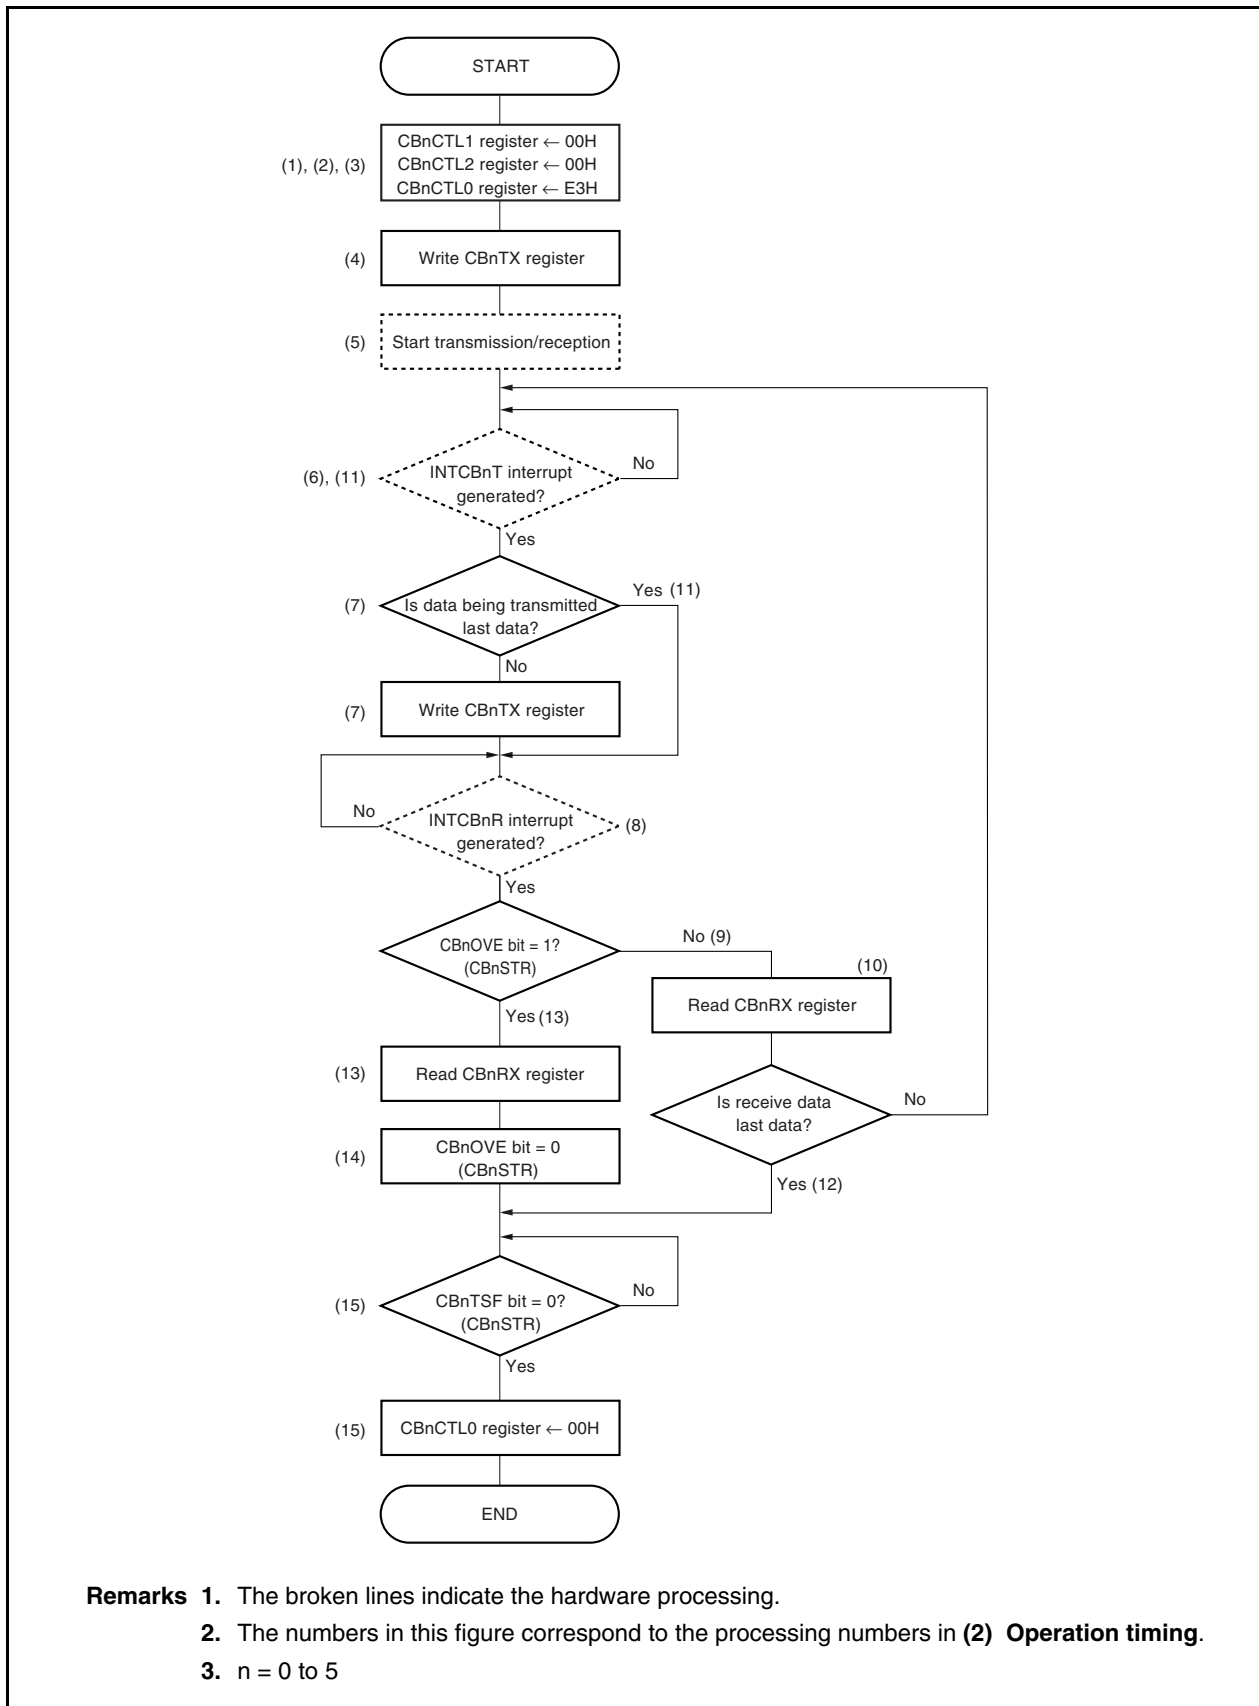 START
CBnCTL1 register ← 00H
(1), (2), (3)
CBnCTL2 register ← 00H
CBnCTL0 register ← E3H
(4)
Write CBnTX register
(5)
Start transmission/reception
(6), (11)
INTCBnT interrupt
generated?
No
Yes
(7)
Is data being transmitted
last data?
Yes (11)
No
(7)
Write CBnTX register
No
INTCBnR interrupt
generated?
(8)
Yes
CBnOVE bit = 1?
(CBnSTR)
No (9)
(10)
Read CBnRX register
Yes (13)
(13)
Read CBnRX register
Is receive data
last data?
No
(14)
CBnOVE bit = 0
(CBnSTR)
Yes (12)
(15)
CBnTSF bit = 0?
(CBnSTR)
No
Yes
(15)
CBnCTL0 register ← 00H
END
Remarks 1. The broken lines indicate the hardware processing.
2. The numbers in this figure correspond to the processing numbers in (2) Operation timing.
3. n = 0 to 5